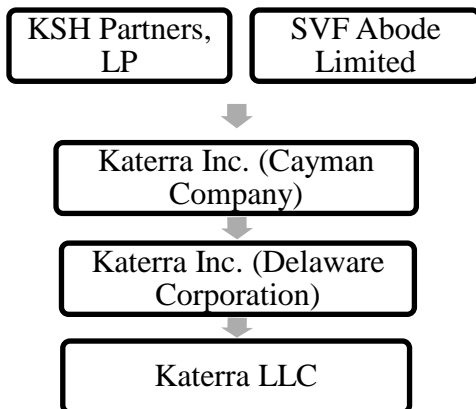 KSH Partners,
LP
SVF Abode
Limited
Katerra Inc. (Cayman
Company)
Katerra Inc. (Delaware
Corporation)
Katerra LLC